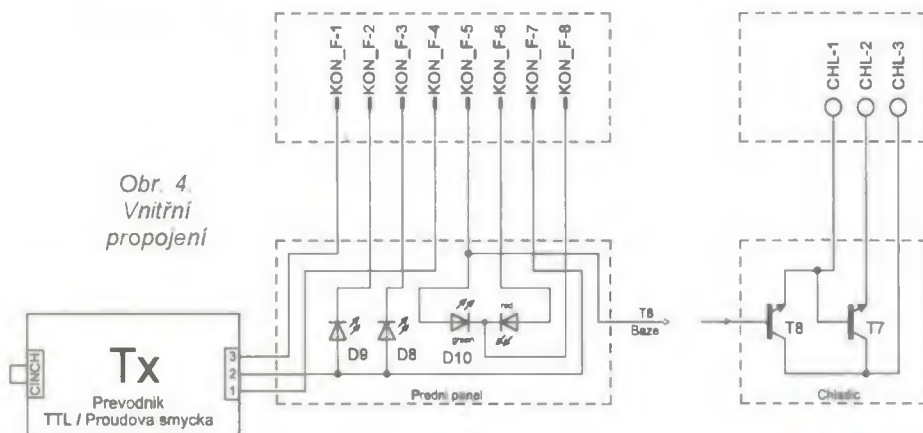 KON_F-1
KON_F-2
KON_F-3
KON_F-4
KON_F-5
KON_F-6
KON_F-7
KON_F-8
CHL-1
CHL-2
CHL-3
Obr. 4.
Vnitřní
propojení
CINCH
Tx
Prevodnik
TTL / Proudova smycka
3
2
1
D9
D8
green
D10
red
Predni panel
T8
Baze
T8
T7
Chladic